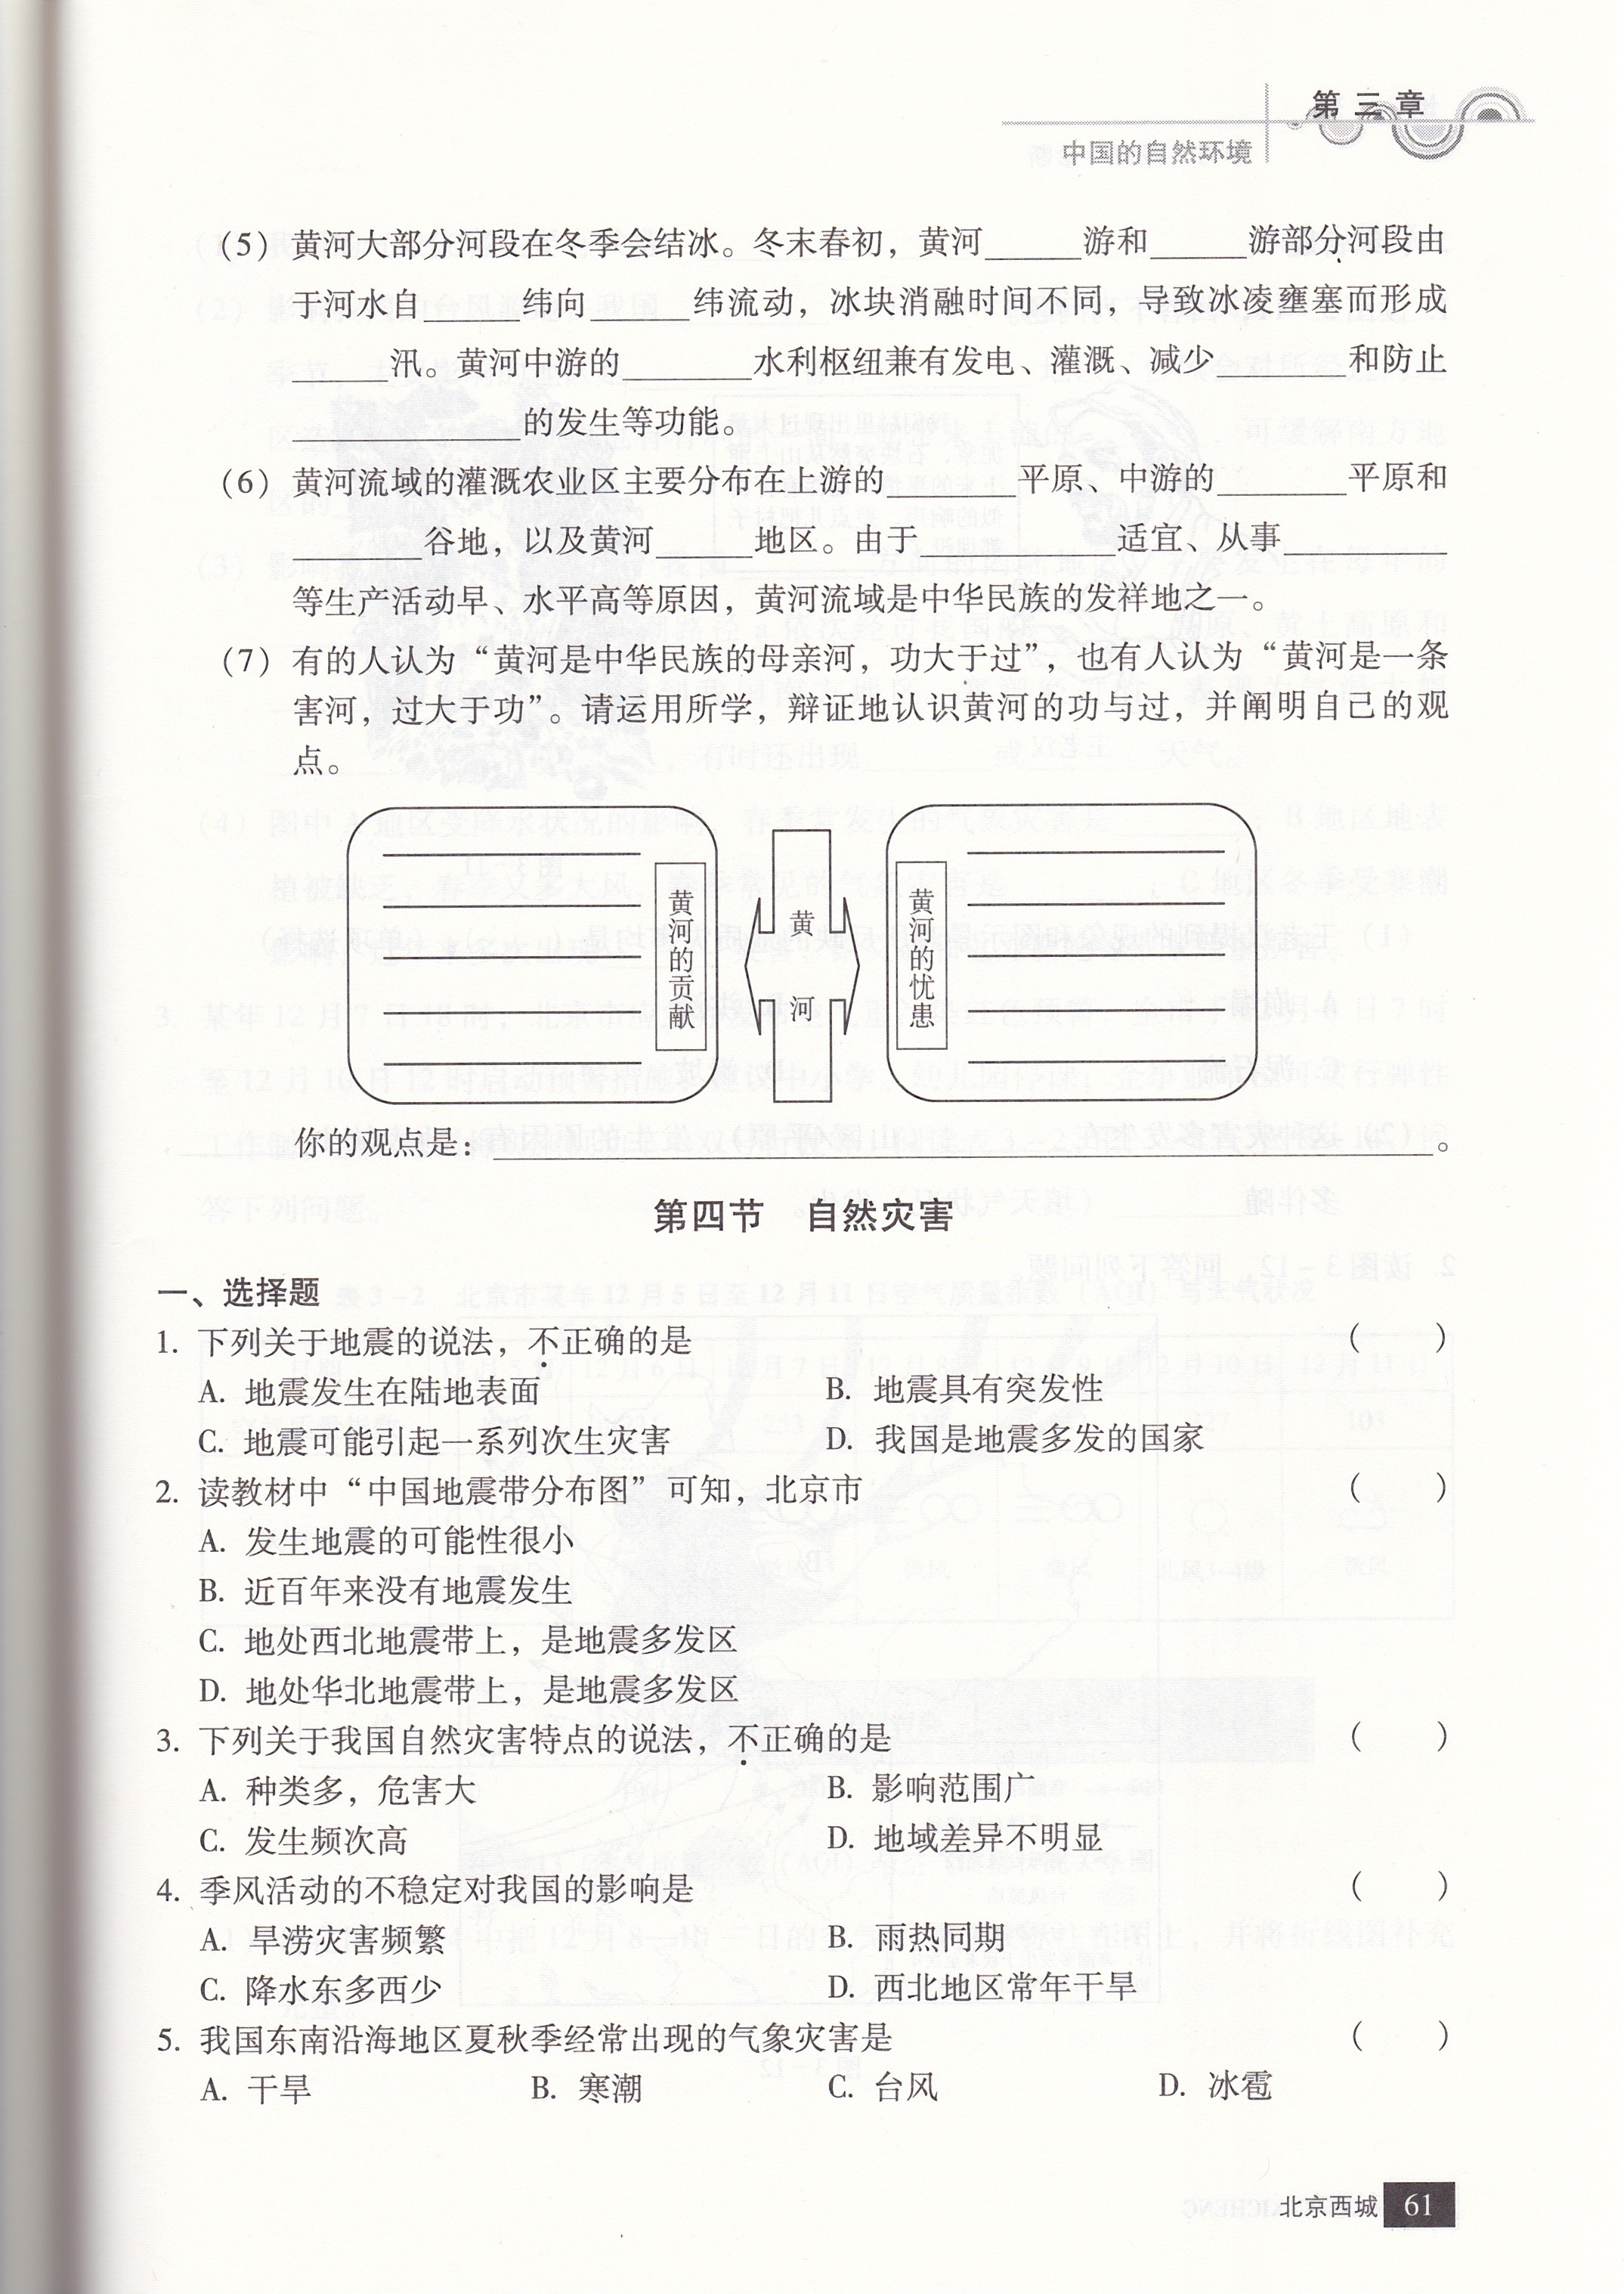 第三章
中国的自然环境
（5）黄河大部分河段在冬季会结冰。冬末春初，黄河______游和______游部分河段由
于河水自______纬向______纬流动，冰块消融时间不同，导致冰凌壅塞而形成
______汛。黄河中游的________水利枢纽兼有发电、灌溉、减少________和防止
______________的发生等功能。
（6）黄河流域的灌溉农业区主要分布在上游的________平原、中游的________平原和
________谷地，以及黄河______地区。由于____________适宜、从事__________
等生产活动早、水平高等原因，黄河流域是中华民族的发祥地之一。
（7）有的人认为“黄河是中华民族的母亲河，功大于过”，也有人认为“黄河是一条
害河，过大于功”。请运用所学，辩证地认识黄河的功与过，并阐明自己的观
点。
黄河的贡献
黄河
黄河的忧患
你的观点是：____________________________________________________________。
第四节　自然灾害
一、选择题
1. 下列关于地震的说法，不正确的是（　　）
A. 地震发生在陆地表面　B. 地震具有突发性
C. 地震可能引起一系列次生灾害　D. 我国是地震多发的国家
2. 读教材中“中国地震带分布图”可知，北京市（　　）
A. 发生地震的可能性很小
B. 近百年来没有地震发生
C. 地处西北地震带上，是地震多发区
D. 地处华北地震带上，是地震多发区
3. 下列关于我国自然灾害特点的说法，不正确的是（　　）
A. 种类多，危害大　B. 影响范围广
C. 发生频次高　D. 地域差异不明显
4. 季风活动的不稳定对我国的影响是（　　）
A. 旱涝灾害频繁　B. 雨热同期
C. 降水东多西少　D. 西北地区常年干旱
5. 我国东南沿海地区夏秋季经常出现的气象灾害是（　　）
A. 干旱　B. 寒潮　C. 台风　D. 冰雹
北京西城 61